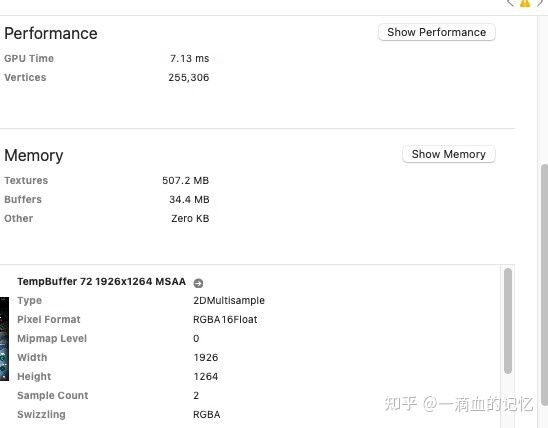 Performance
Show Performance
GPU Time 7.13 ms
Vertices 255,306
Memory
Show Memory
Textures 507.2 MB
Buffers 34.4 MB
Other Zero KB
TempBuffer 72 1926x1264 MSAA
Type 2DMultisample
Pixel Format RGBA16Float
Mipmap Level 0
Width 1926
Height 1264
Sample Count 2
Swizzling RGBA
知乎 @一滴血的记忆